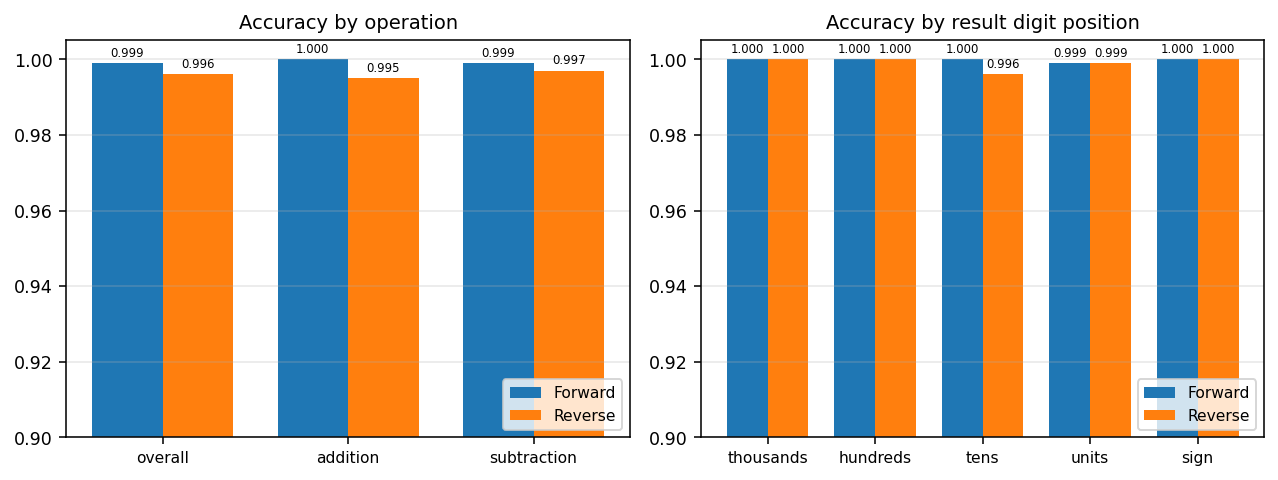 Accuracy by operation
1.00
0.98
0.96
0.94
0.92
0.90
0.999
0.996
1.000
0.995
0.999
0.997
Forward
Reverse
overall
addition
subtraction
Accuracy by result digit position
1.00
0.98
0.96
0.94
0.92
0.90
1.000
1.000
1.000
1.000
1.000
0.996
0.999
0.999
1.000
1.000
Forward
Reverse
thousands
hundreds
tens
units
sign